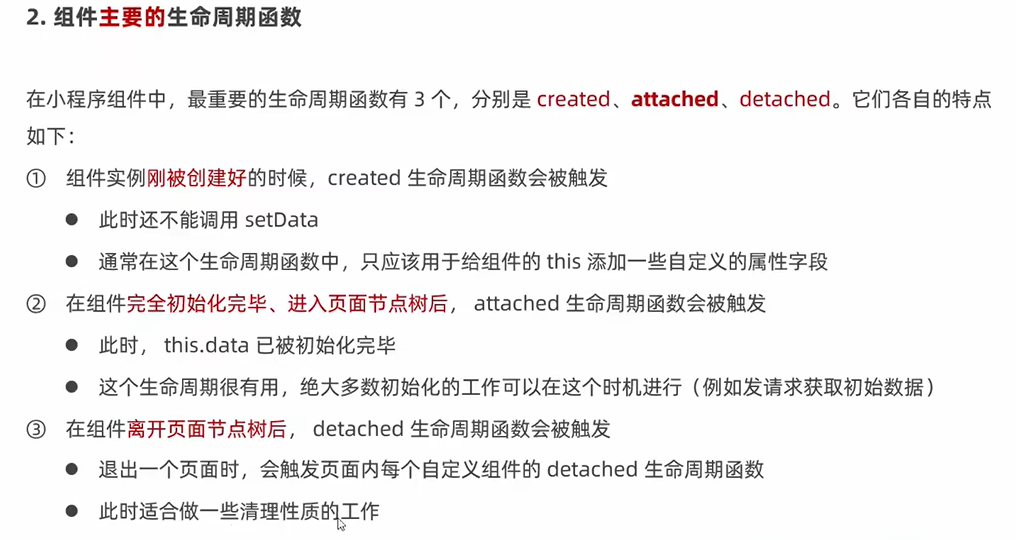 2. 组件主要的生命周期函数
在小程序组件中，最重要的生命周期函数有 3 个，分别是 created、attached、detached。它们各自的特点
如下：
① 组件实例刚被创建好的时候，created 生命周期函数会被触发
● 此时还不能调用 setData
● 通常在这个生命周期函数中，只应该用于给组件的 this 添加一些自定义的属性字段
② 在组件完全初始化完毕、进入页面节点树后， attached 生命周期函数会被触发
● 此时， this.data 已被初始化完毕
● 这个生命周期很有用，绝大多数初始化的工作可以在这个时机进行（例如发请求获取初始数据）
③ 在组件离开页面节点树后， detached 生命周期函数会被触发
● 退出一个页面时，会触发页面内每个自定义组件的 detached 生命周期函数
● 此时适合做一些清理性质的工作